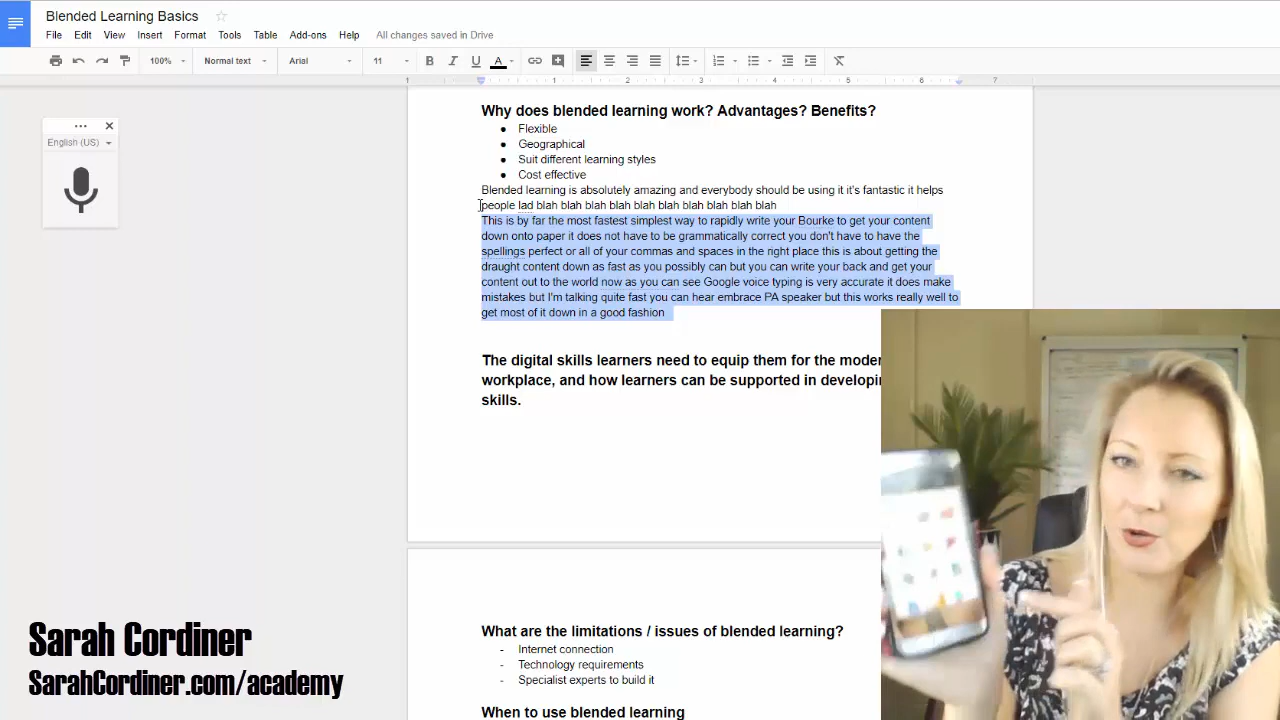 Blended Learning Basics
File Edit View Insert Format Tools Table Add-ons Help All changes saved in Drive
100% Normal text Arial 11 B I U A
1 1 2 3 4 5 6 7
English (US)
Why does blended learning work? Advantages? Benefits?
● Flexible
● Geographical
● Suit different learning styles
● Cost effective
Blended learning is absolutely amazing and everybody should be using it it's fantastic it helps
people lad blah blah blah blah blah blah blah blah blah blah
This is by far the most fastest simplest way to rapidly write your Bourke to get your content
down onto paper it does not have to be grammatically correct you don't have to have the
spellings perfect or all of your commas and spaces in the right place this is about getting the
draught content down as fast as you possibly can but you can write your back and get your
content out to the world now as you can see Google voice typing is very accurate it does make
mistakes but I'm talking quite fast you can hear embrace PA speaker but this works really well to
get most of it down in a good fashion
The digital skills learners need to equip them for the moder
workplace, and how learners can be supported in developi
skills.
What are the limitations / issues of blended learning?
- Internet connection
- Technology requirements
- Specialist experts to build it
When to use blended learning
Sarah Cordiner
SarahCordiner.com/academy